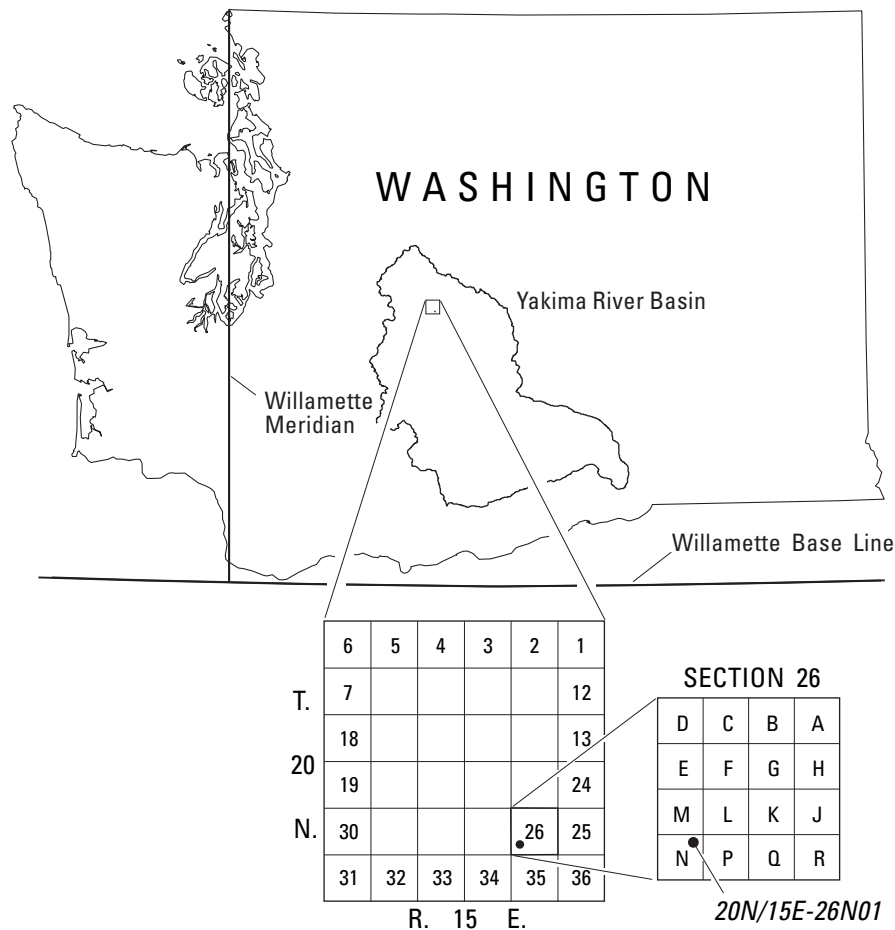 WASHINGTON
Yakima River Basin
Willamette
Meridian
Willamette Base Line
6 5 4 3 2 1
7 12
18 13
19 24
30 26 25
31 32 33 34 35 36
T.
20
N.
R. 15 E.
SECTION 26
D C B A
E F G H
M L K J
N P Q R
20N/15E-26N01